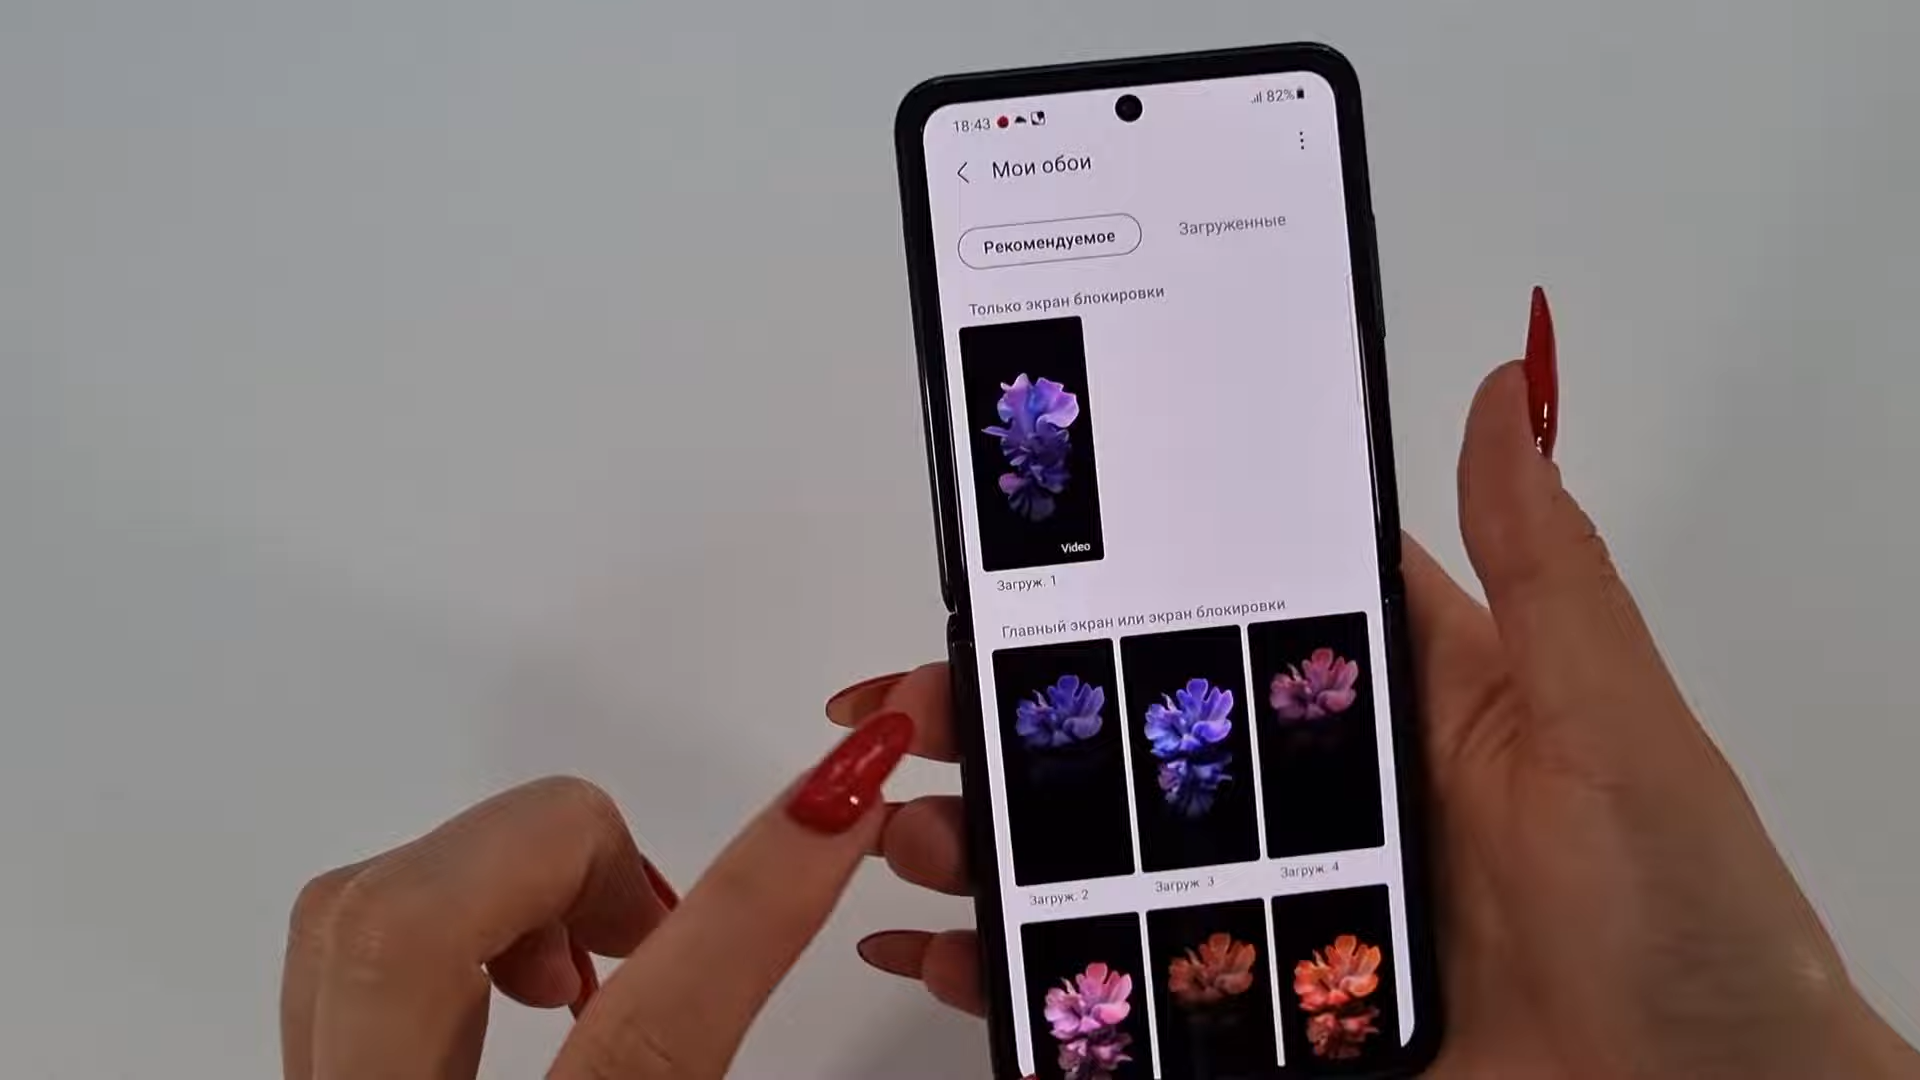 18:43
82%
Мои обои
Рекомендуемое
Загруженные
Только экран блокировки
Video
Загруж. 1
Главный экран или экран блокировки
Загруж. 2
Загруж. 3
Загруж. 4